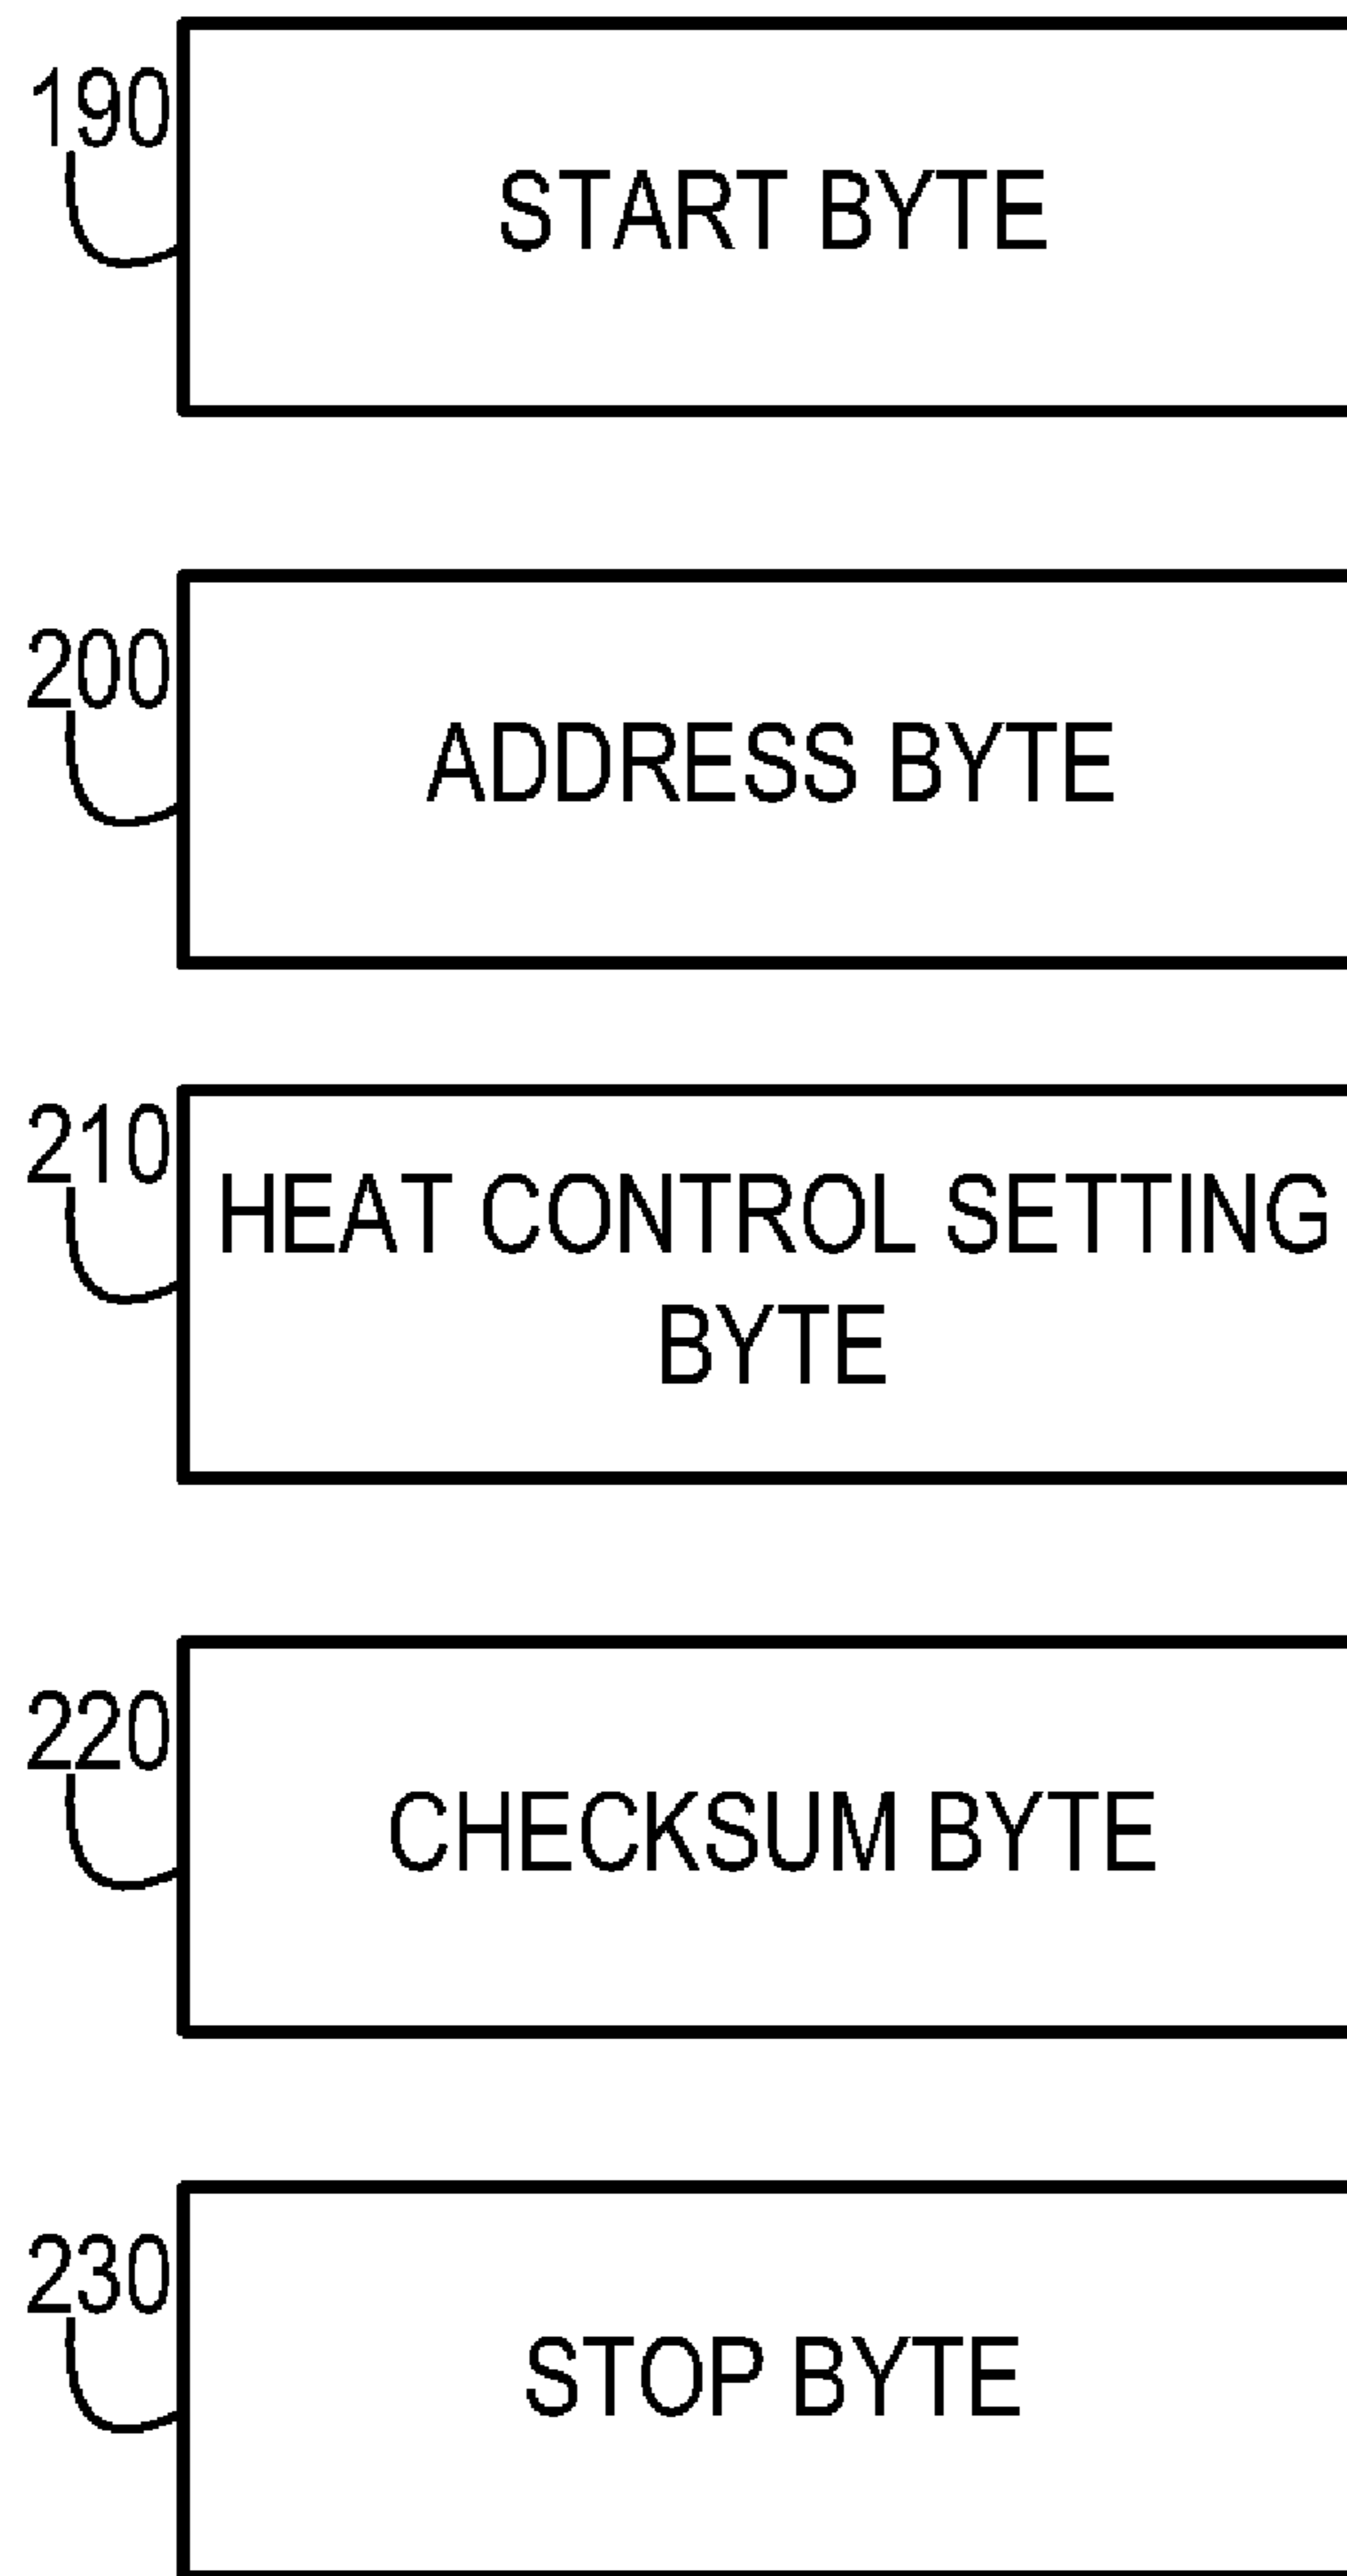 190
START BYTE
200
ADDRESS BYTE
210
HEAT CONTROL SETTING
BYTE
220
CHECKSUM BYTE
230
STOP BYTE